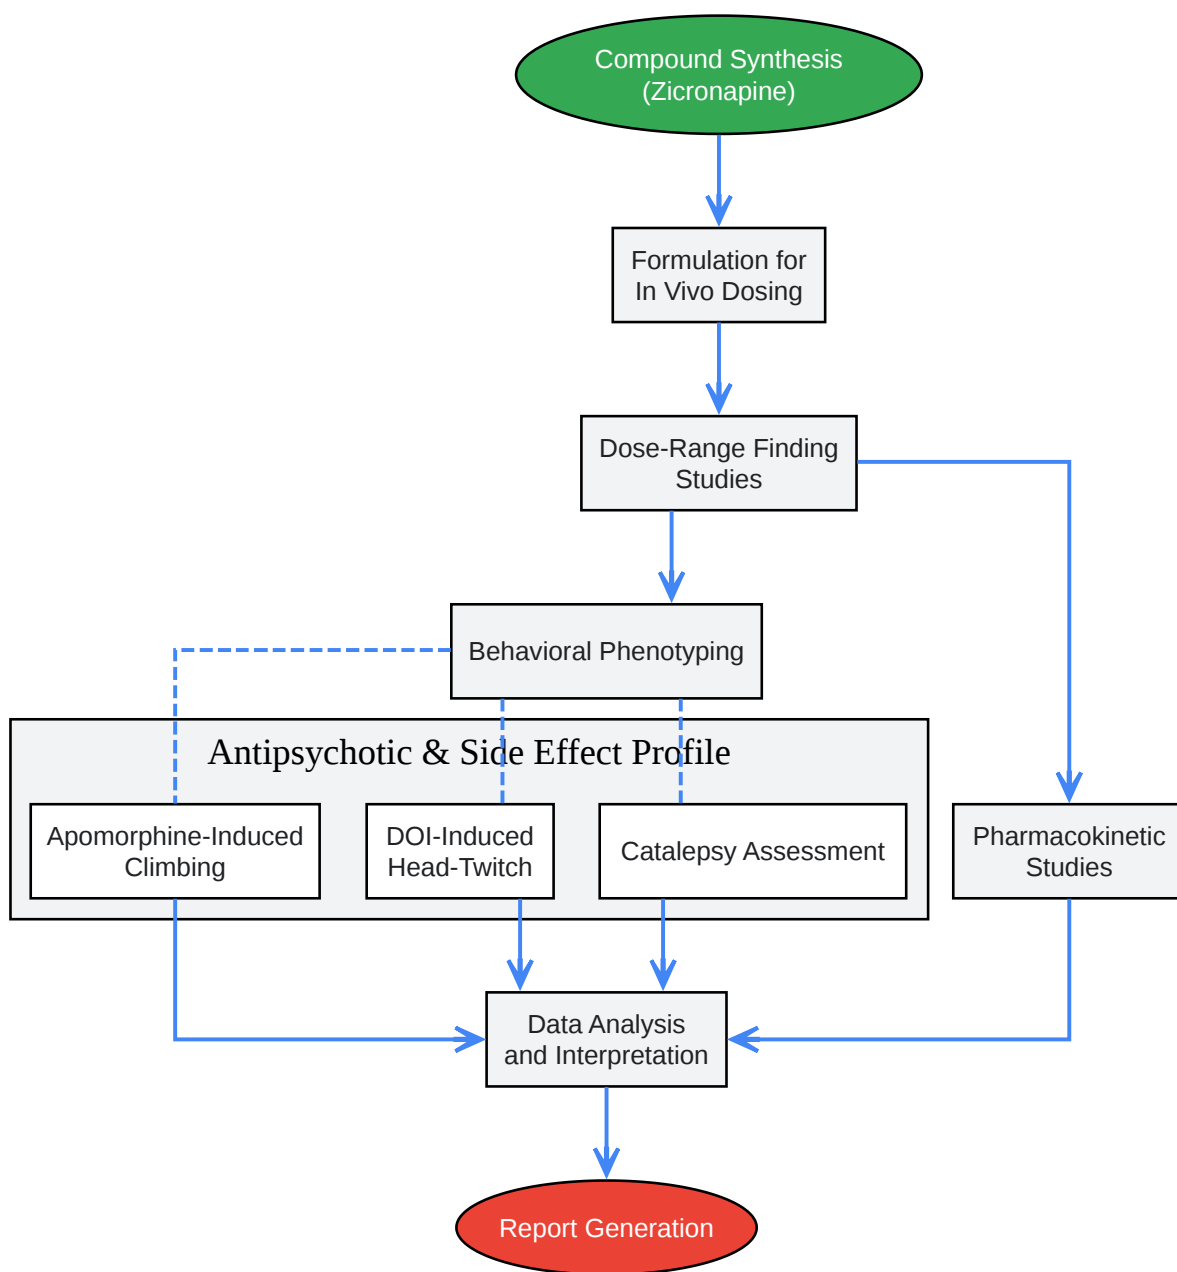 Compound Synthesis
(Zicronapine)
Formulation for
In Vivo Dosing
Dose-Range Finding
Studies
Behavioral Phenotyping
Antipsychotic & Side Effect Profile
Apomorphine-Induced
Climbing
DOI-Induced
Head-Twitch
Catalepsy Assessment
Pharmacokinetic
Studies
Data Analysis
and Interpretation
Report Generation